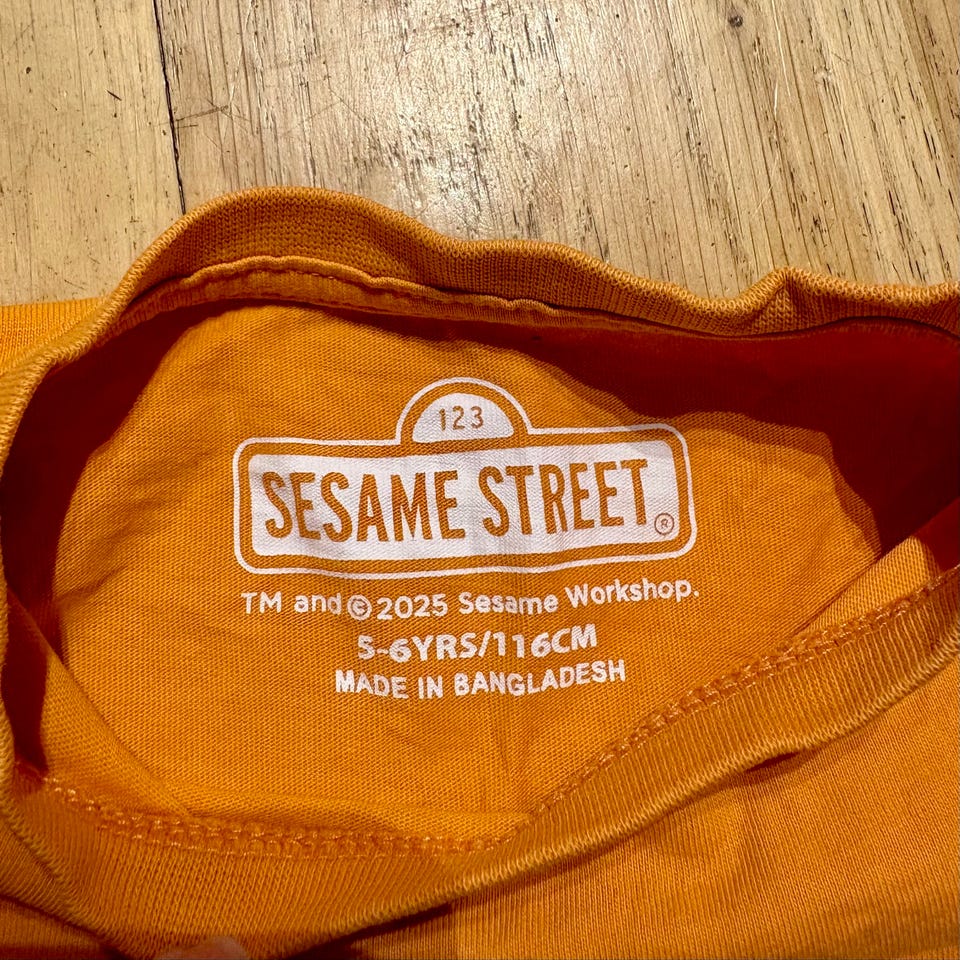 123
SESAME STREET®
TM and © 2025 Sesame Workshop.
5-6YRS/116CM
MADE IN BANGLADESH